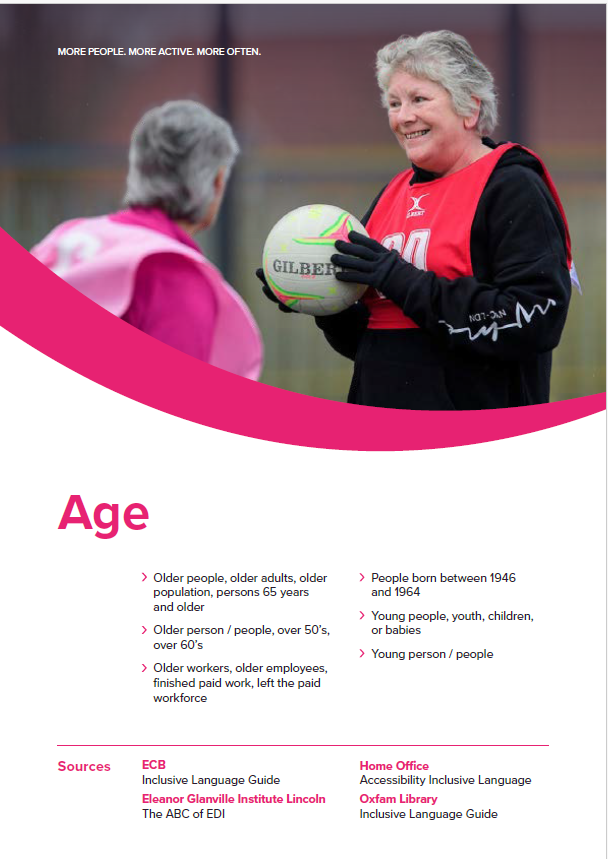 MORE PEOPLE. MORE ACTIVE. MORE OFTEN.
GILBERT
GILBER
NYC-LDN
Age
Older people, older adults, older
population, persons 65 years
and older
Older person / people, over 50’s,
over 60’s
Older workers, older employees,
finished paid work, left the paid
workforce
People born between 1946
and 1964
Young people, youth, children,
or babies
Young person / people
Sources
ECB
Inclusive Language Guide
Eleanor Glanville Institute Lincoln
The ABC of EDI
Home Office
Accessibility Inclusive Language
Oxfam Library
Inclusive Language Guide